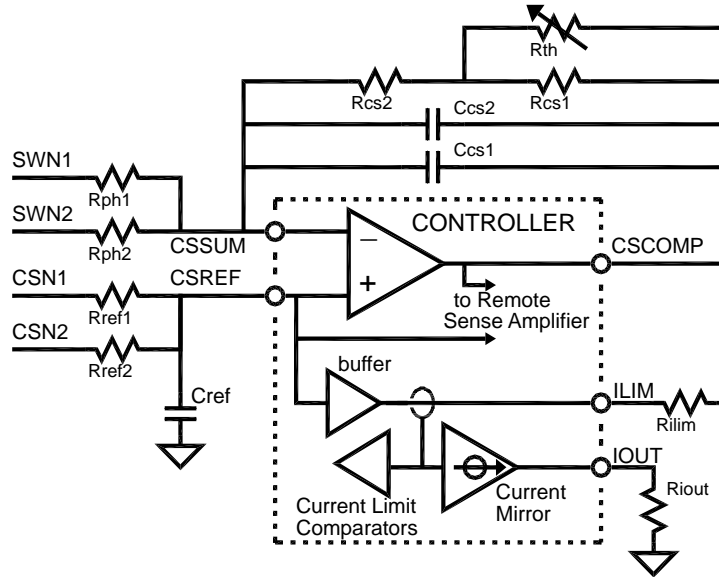 Rth
Rcs2
Rcs1
Ccs2
Ccs1
SWN1
Rph1
SWN2
Rph2
CSSUM
CONTROLLER
CSCOMP
CSN1
CSREF
Rref1
CSN2
Rref2
Cref
–
+
to Remote
Sense Amplifier
buffer
ILIM
Rilim
IOUT
Riout
Current Limit
Comparators
Current
Mirror